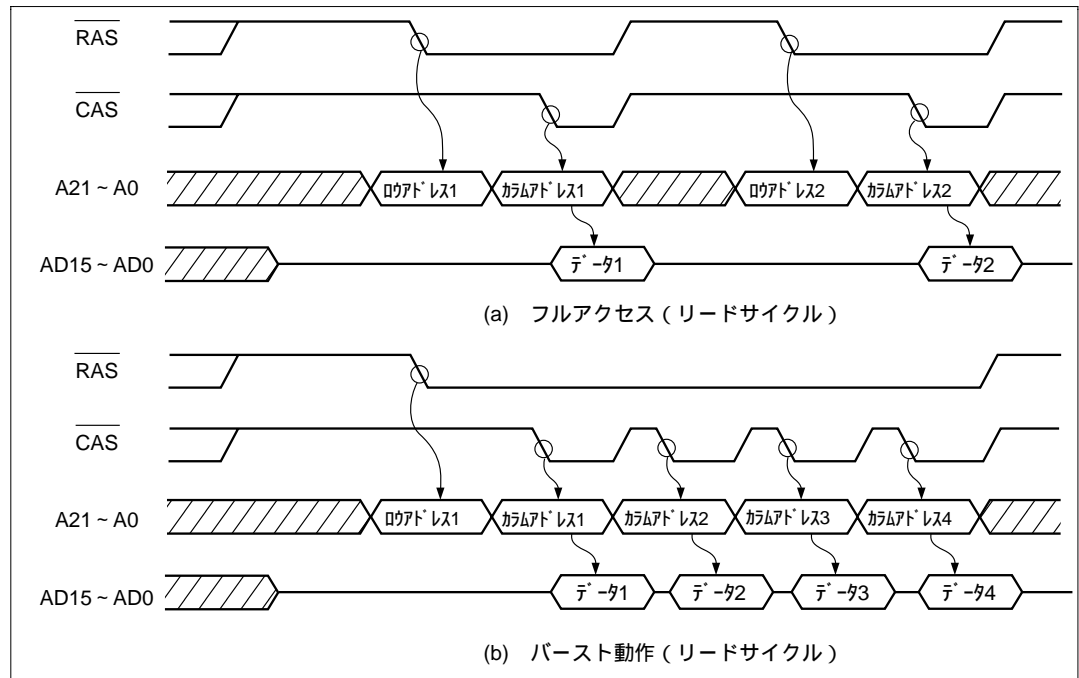 RAS
CAS
A21 ~ A0
ロウアドレス1 カラムアドレス1 ロウアドレス2 カラムアドレス2
AD15 ~ AD0
データ1 データ2
(a) フルアクセス(リードサイクル)
RAS
CAS
A21 ~ A0
ロウアドレス1 カラムアドレス1 カラムアドレス2 カラムアドレス3 カラムアドレス4
AD15 ~ AD0
データ1 データ2 データ3 データ4
(b) バースト動作(リードサイクル)